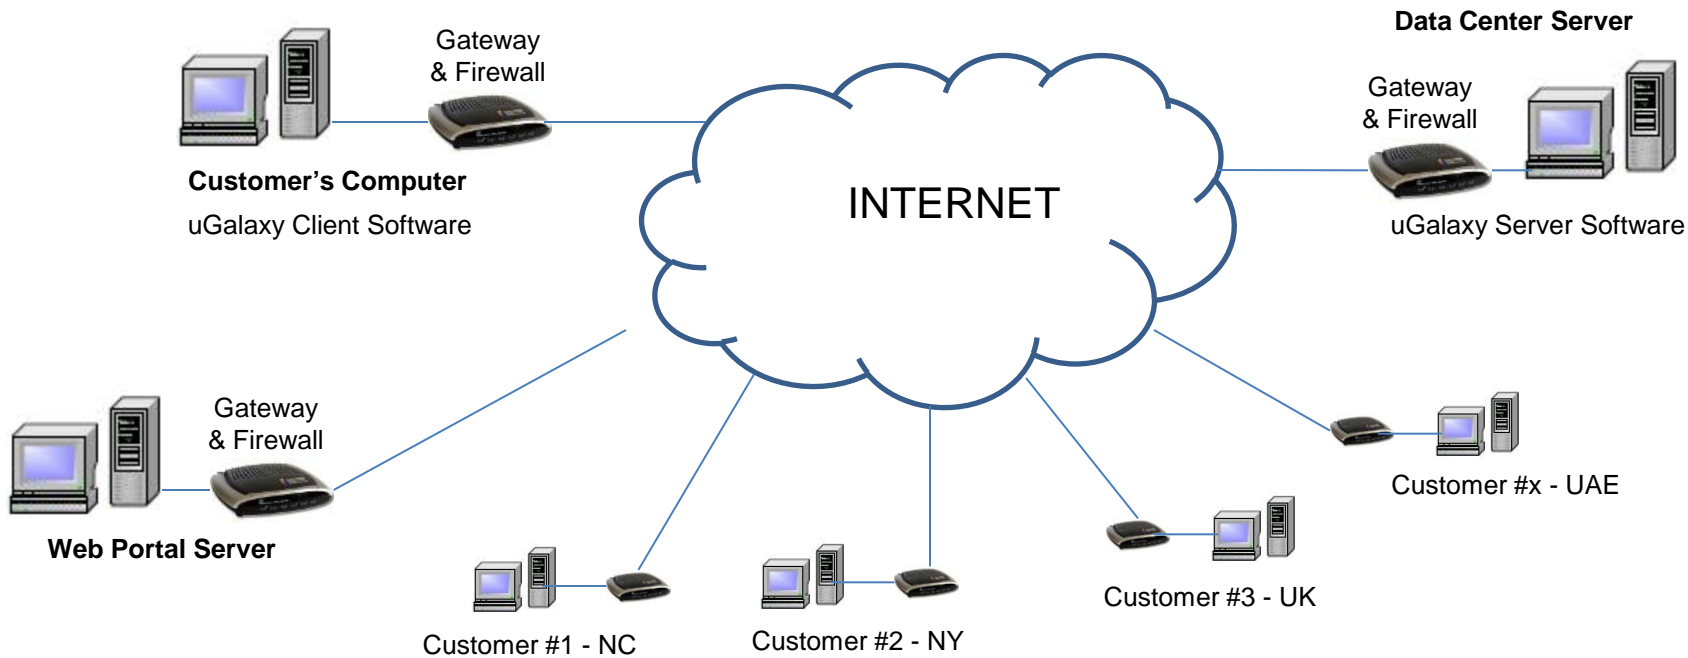 Data Center Server
Gateway
& Firewall
Gateway
& Firewall
Customer's Computer
uGalaxy Client Software
INTERNET
uGalaxy Server Software
Gateway
& Firewall
Web Portal Server
Customer #x - UAE
Customer #3 - UK
Customer #1 - NC
Customer #2 - NY